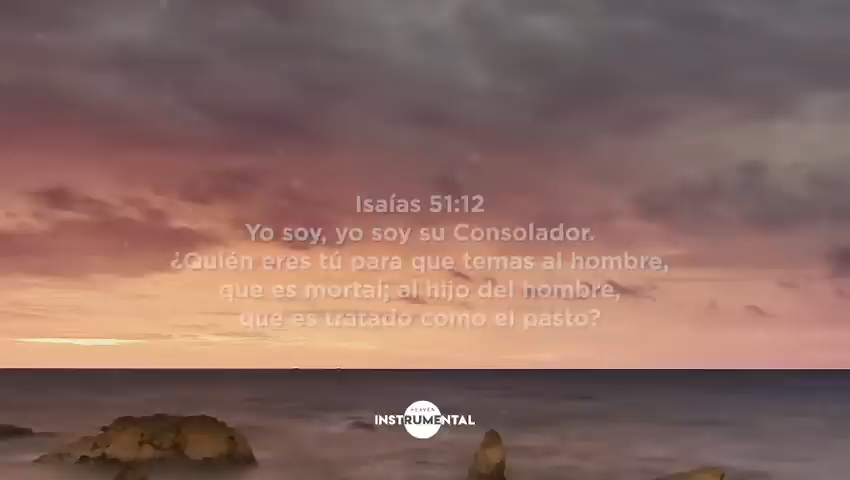 Isaías 51:12
Yo soy, yo soy su Consolador.
¿Quién eres tú para que temas al hombre,
que es mortal; al hijo del hombre,
que es tratado como el pasto?
HEAVEN
INSTRUMENTAL